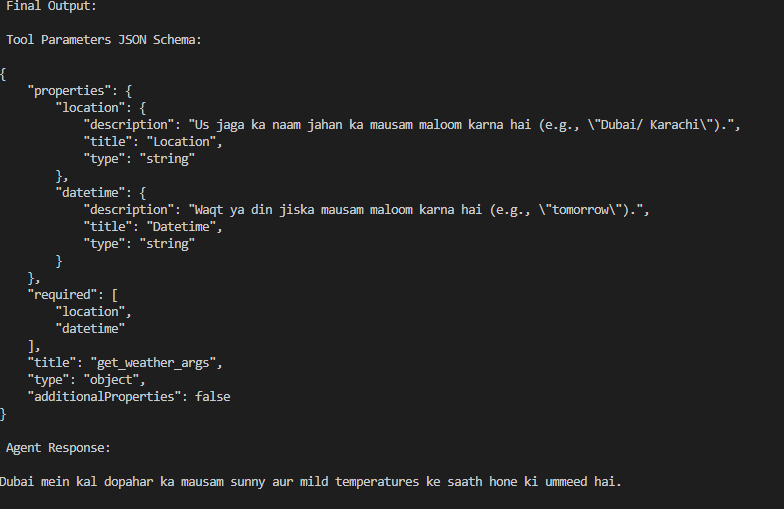 Final Output:
Tool Parameters JSON Schema:
{
    "properties": {
        "location": {
            "description": "Us jaga ka naam jahan ka mausam maloom karna hai (e.g., \"Dubai/ Karachi\").",
            "title": "Location",
            "type": "string"
        },
        "datetime": {
            "description": "Waqt ya din jiska mausam maloom karna hai (e.g., \"tomorrow\").",
            "title": "Datetime",
            "type": "string"
        }
    },
    "required": [
        "location",
        "datetime"
    ],
    "title": "get_weather_args",
    "type": "object",
    "additionalProperties": false
}
Agent Response:
Dubai mein kal dopahar ka mausam sunny aur mild temperatures ke saath hone ki ummeed hai.